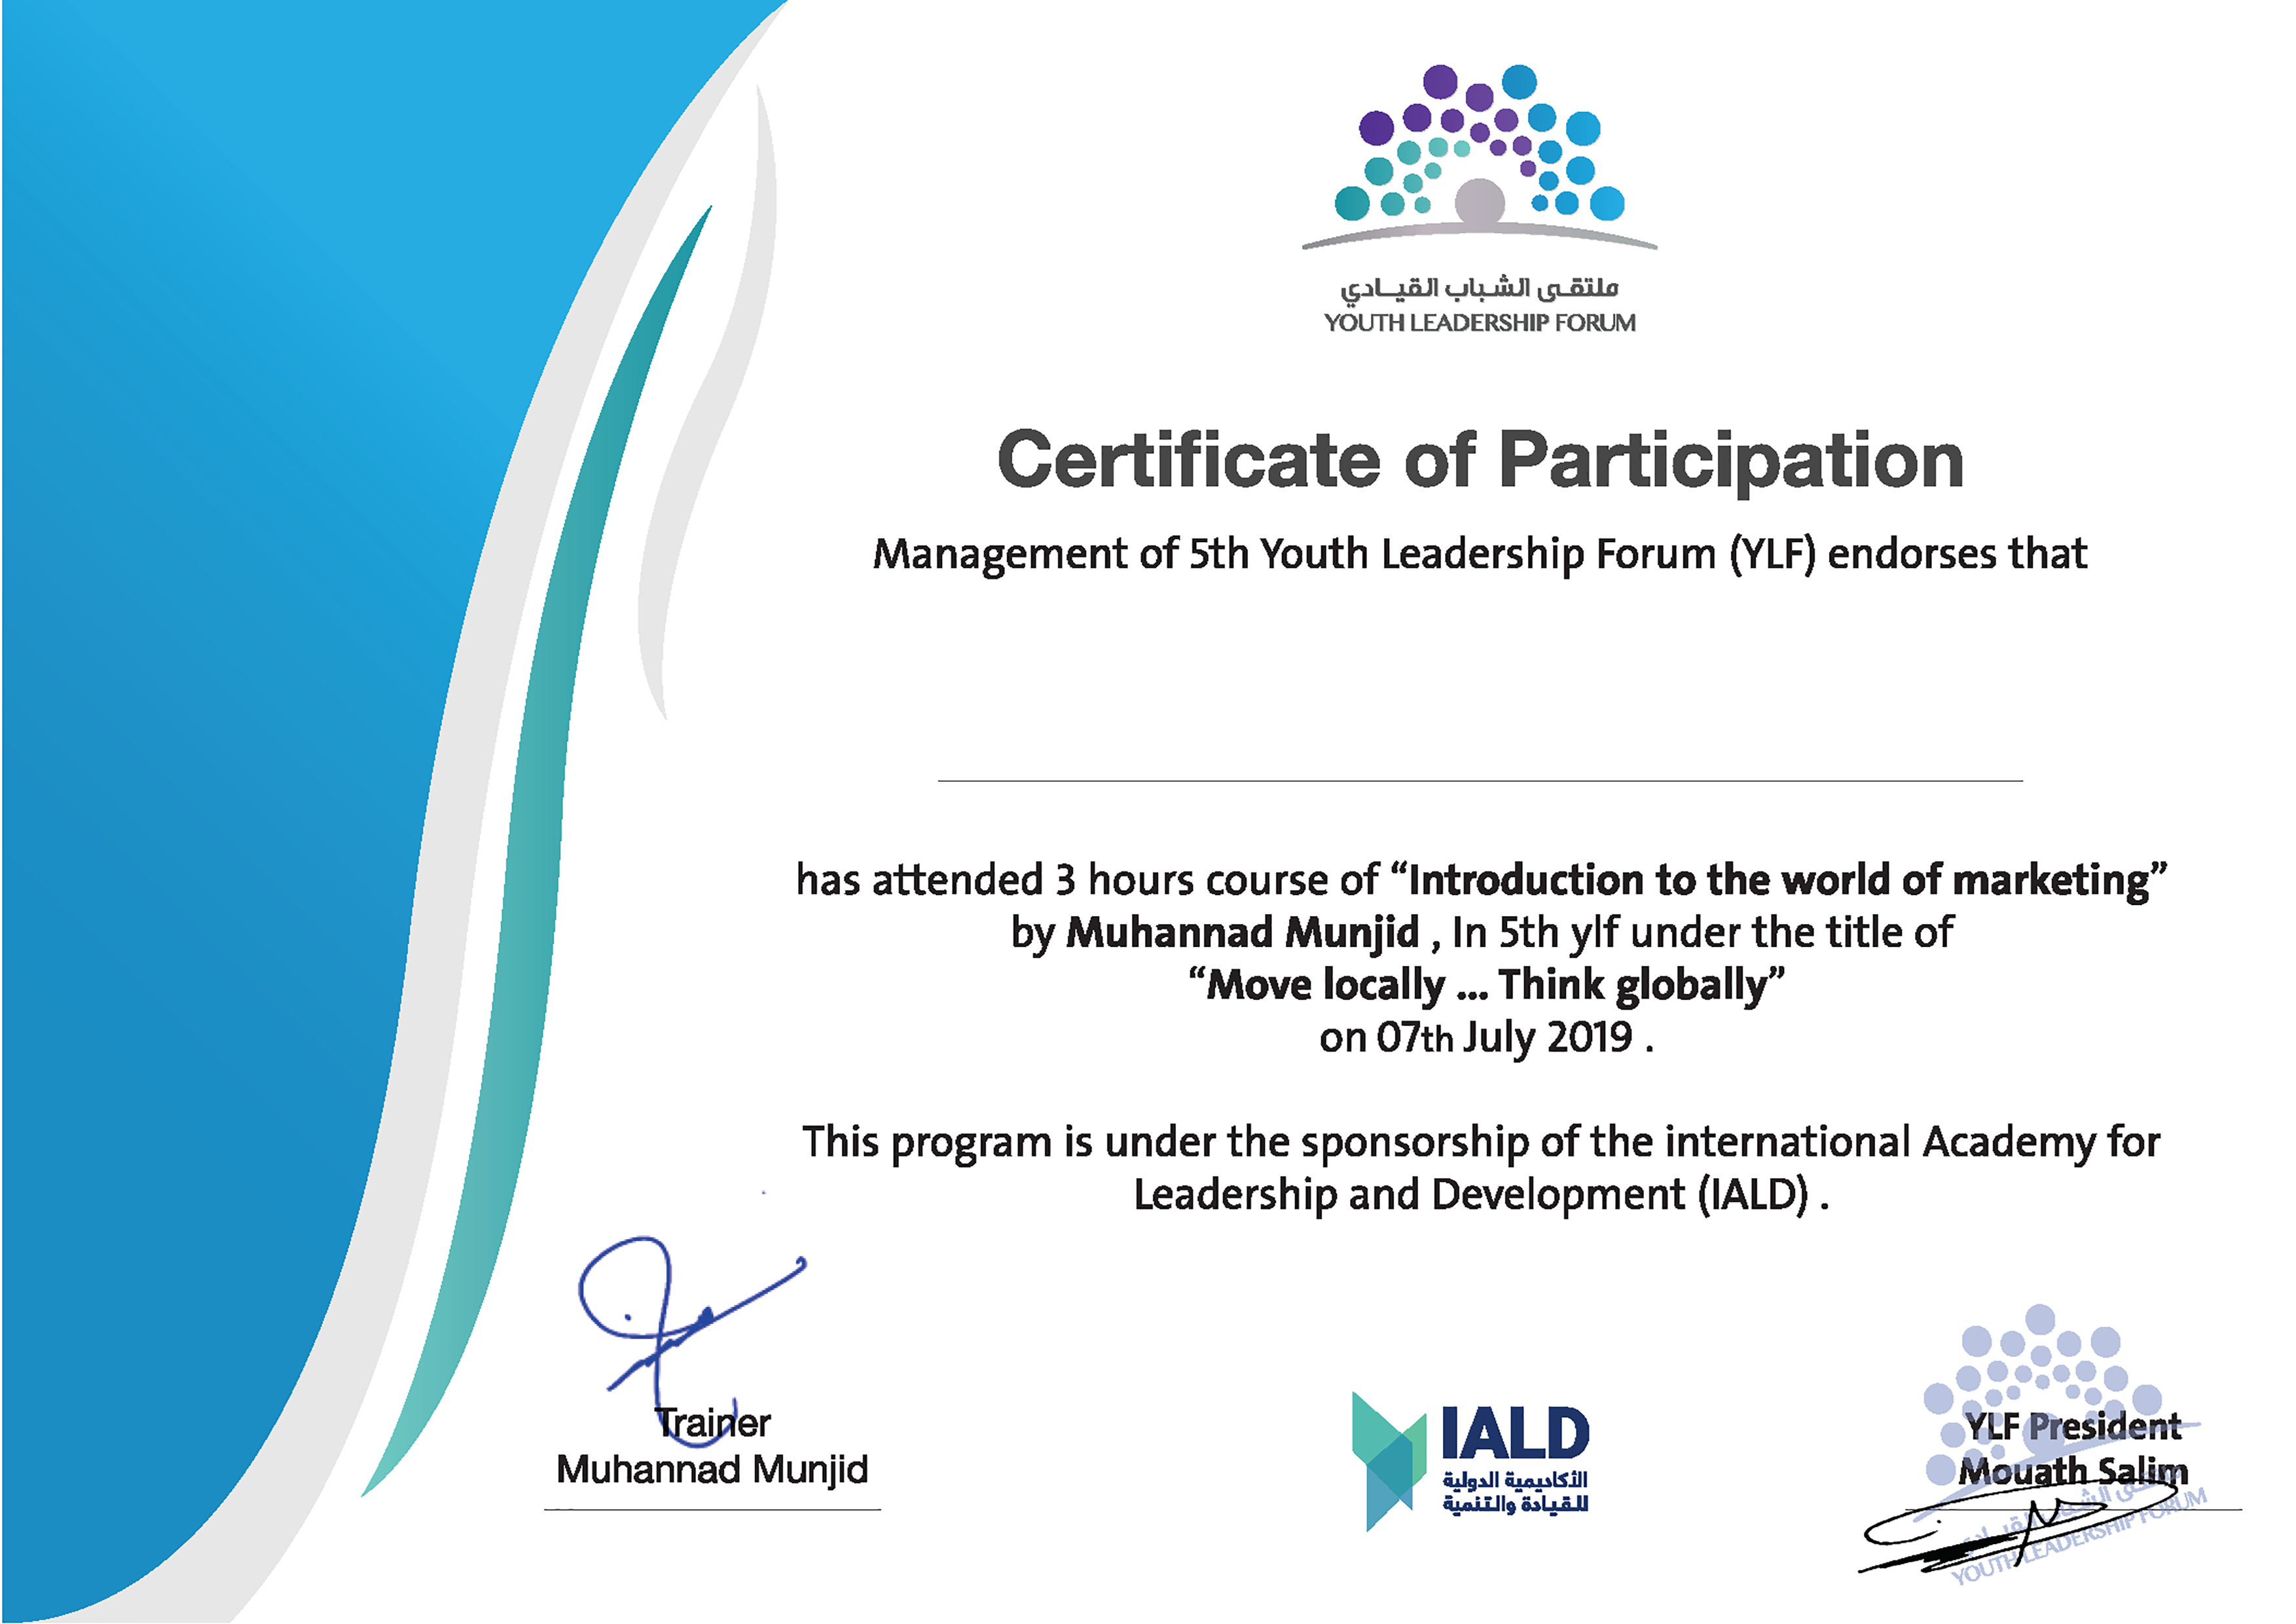 ملتقى الشباب القيادي
YOUTH LEADERSHIP FORUM
Certificate of Participation
Management of 5th Youth Leadership Forum (YLF) endorses that
has attended 3 hours course of “Introduction to the world of marketing”
by Muhannad Munjid , In 5th ylf under the title of
“Move locally ... Think globally”
on 07th July 2019 .
This program is under the sponsorship of the international Academy for
Leadership and Development (IALD) .
Trainer
Muhannad Munjid
IALD
الأكاديمية الدولية
للقيادة والتنمية
YLF President
Mouath Salim
ملتقى الشباب القيادي
YOUTH LEADERSHIP FORUM